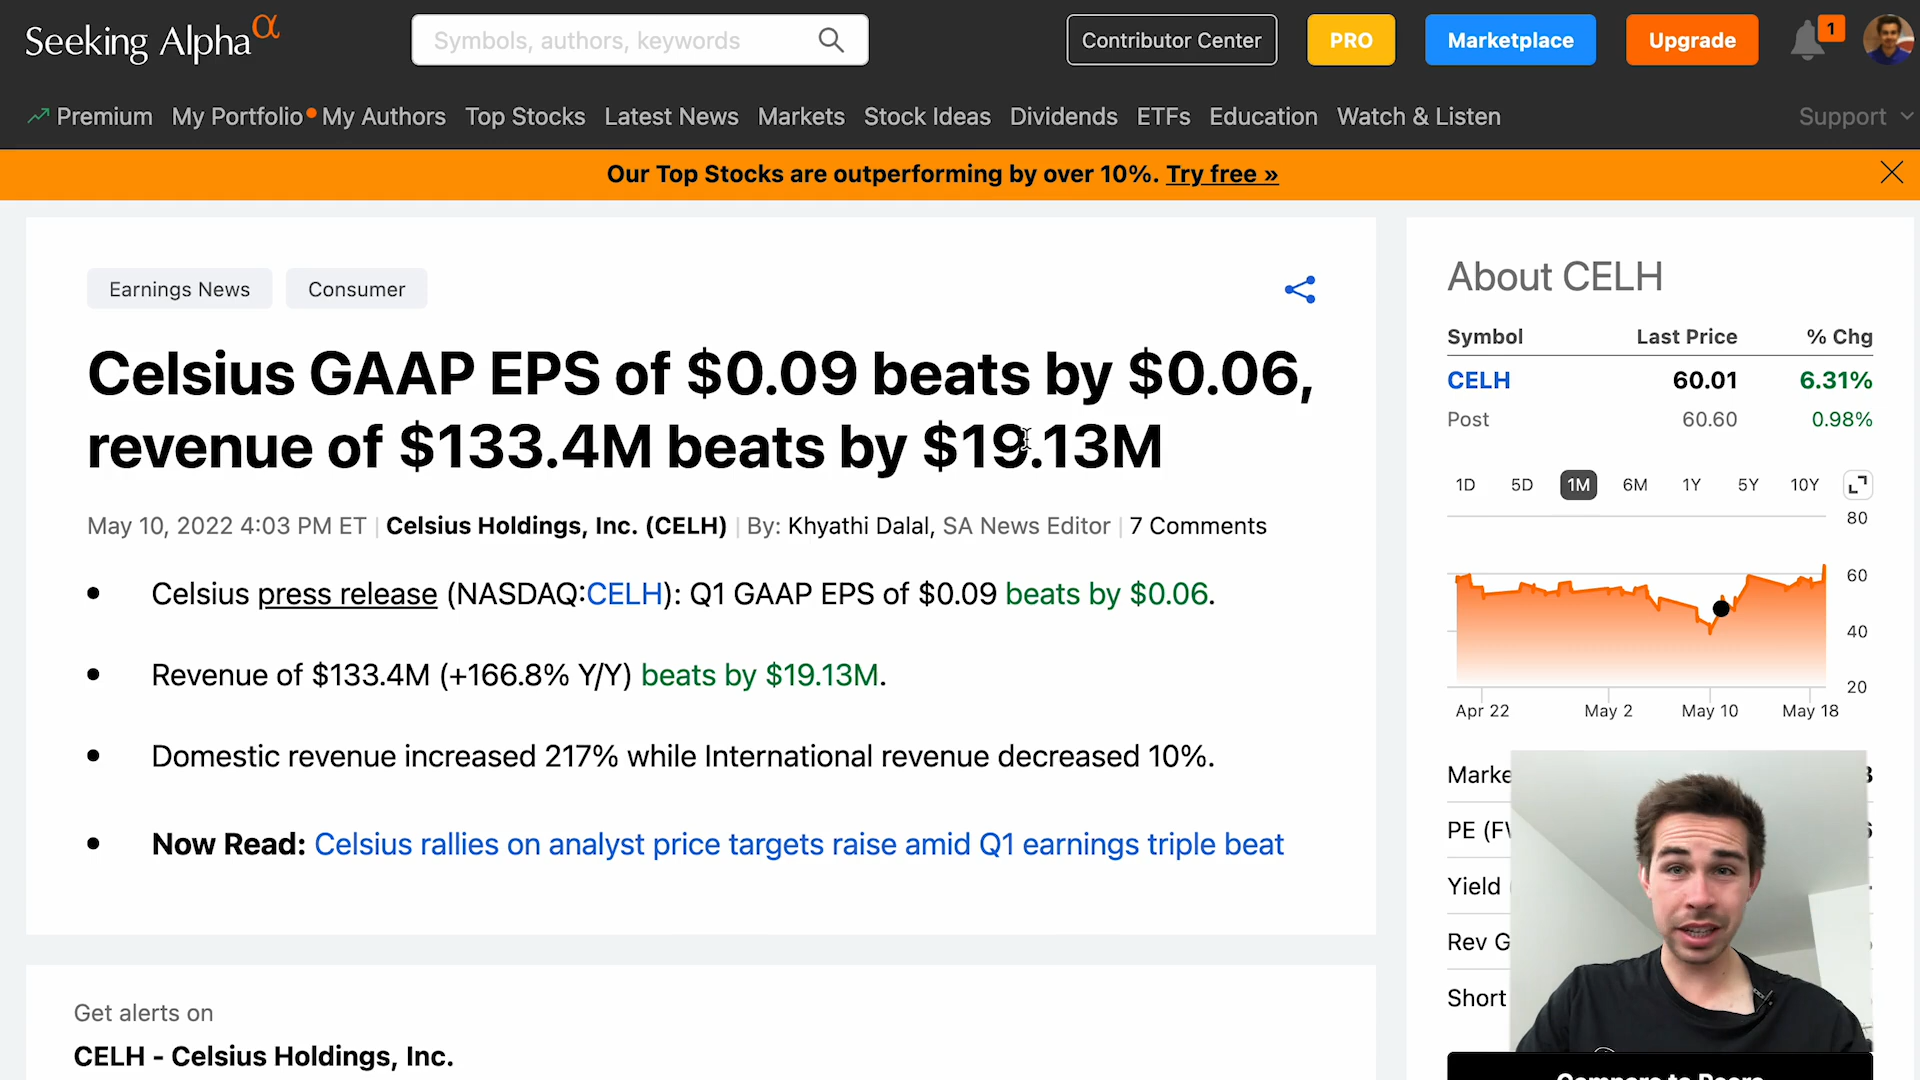 Seeking Alpha α
Symbols, authors, keywords
Contributor Center
PRO
Marketplace
Upgrade
1
Premium
My Portfolio
My Authors
Top Stocks
Latest News
Markets
Stock Ideas
Dividends
ETFs
Education
Watch & Listen
Support
Our Top Stocks are outperforming by over 10%. Try free »
Earnings News
Consumer
Celsius GAAP EPS of $0.09 beats by $0.06,
revenue of $133.4M beats by $19.13M
May 10, 2022 4:03 PM ET | Celsius Holdings, Inc. (CELH) | By: Khyathi Dalal, SA News Editor | 7 Comments
• Celsius press release (NASDAQ:CELH): Q1 GAAP EPS of $0.09 beats by $0.06.
• Revenue of $133.4M (+166.8% Y/Y) beats by $19.13M.
• Domestic revenue increased 217% while International revenue decreased 10%.
• Now Read: Celsius rallies on analyst price targets raise amid Q1 earnings triple beat
Get alerts on
CELH - Celsius Holdings, Inc.
About CELH
Symbol Last Price % Chg
CELH 60.01 6.31%
Post 60.60 0.98%
1D 5D 1M 6M 1Y 5Y 10Y
80
60
40
20
Apr 22 May 2 May 10 May 18
Marke
PE (F
Yield
Rev G
Short
Compare to Peers